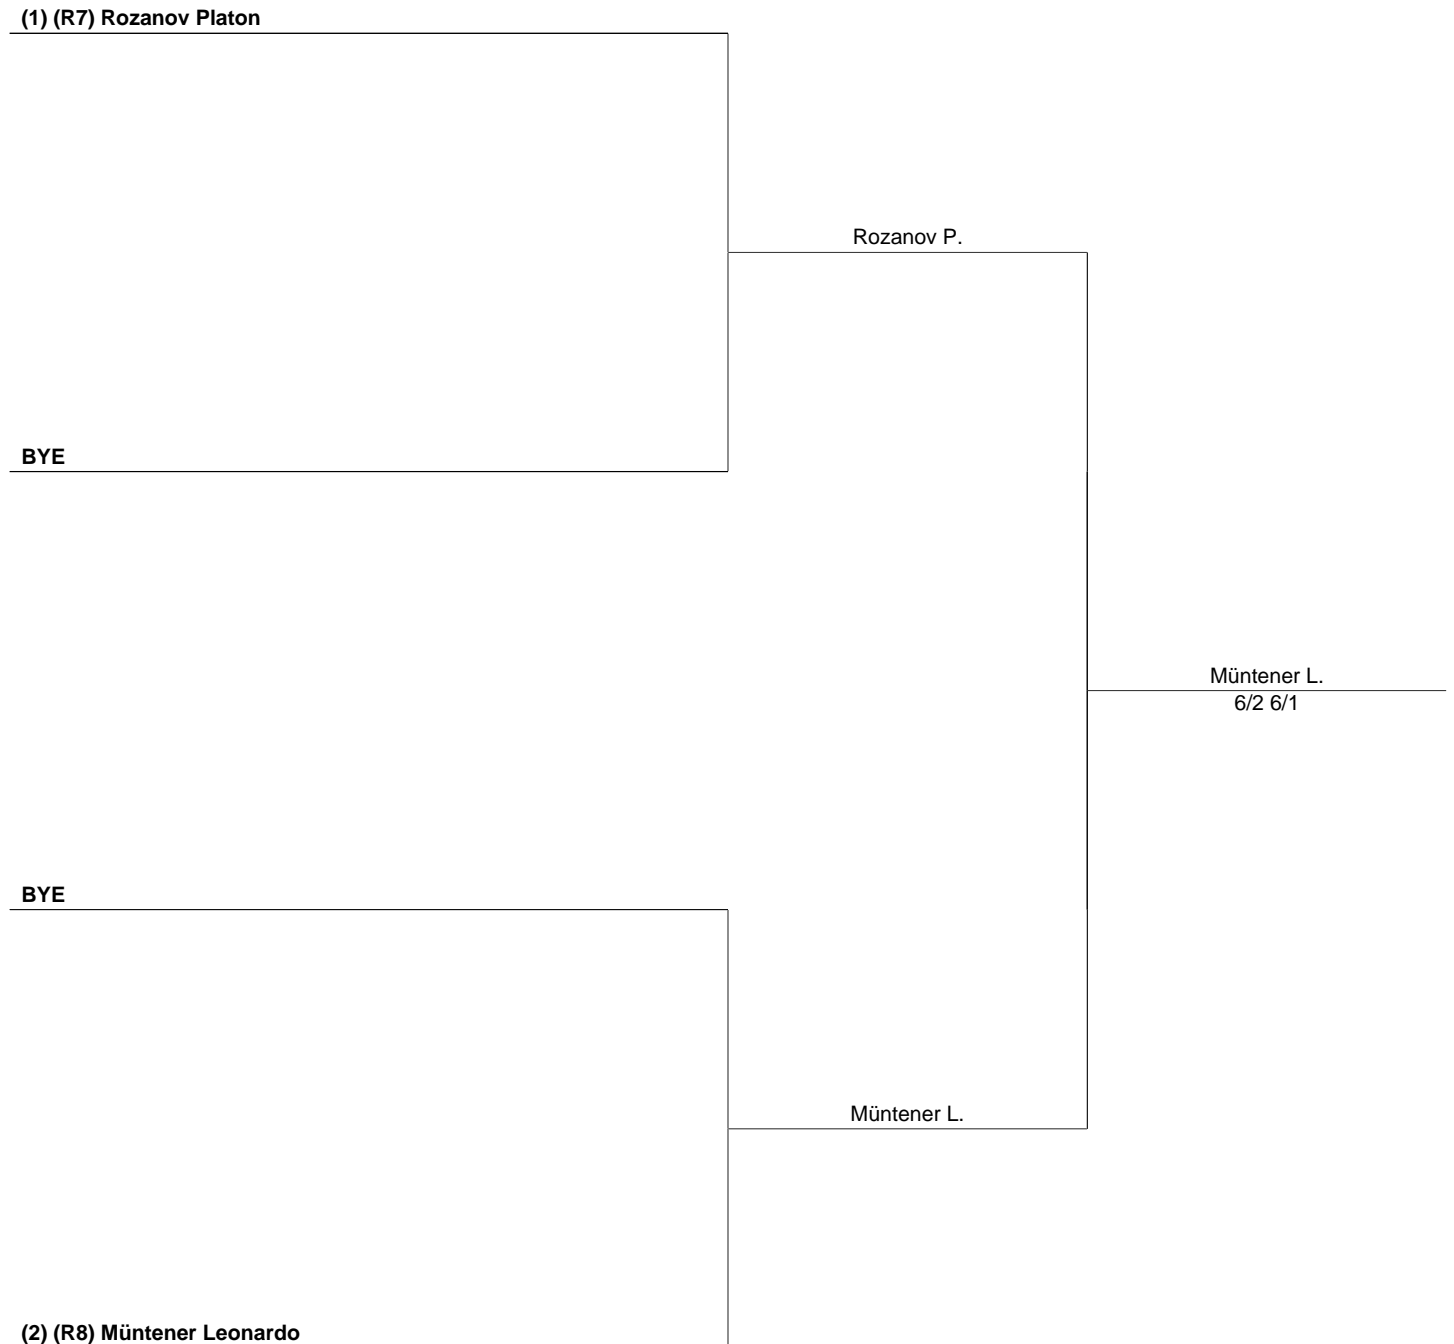 (1) (R7) Rozanov Platon
Rozanov P.
BYE
Müntener L.
6/2 6/1
BYE
Müntener L.
(2) (R8) Müntener Leonardo